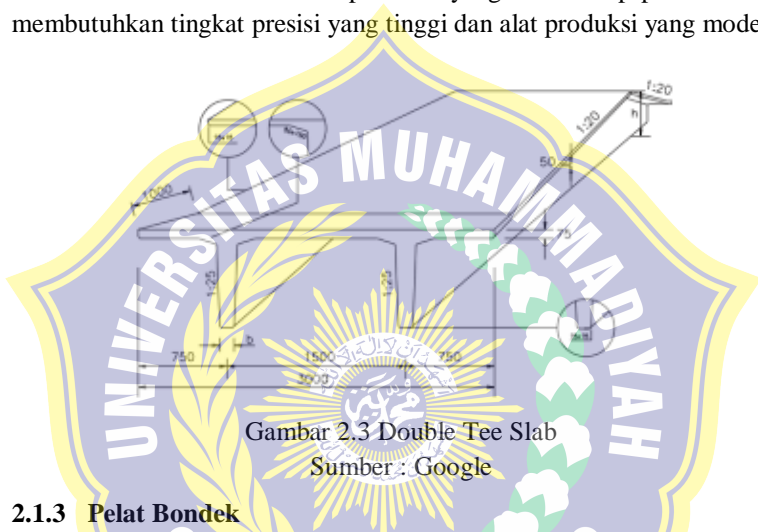 membutuhkan tingkat presisi yang tinggi dan alat produksi yang mode
1:20
1:20
h
50
1000
75
1:25
1:25
b
750 1500 750
3000
UNIVERSITAS MUHAMMADIYAH
Gambar 2.3 Double Tee Slab
Sumber : Google
2.1.3 Pelat Bondek